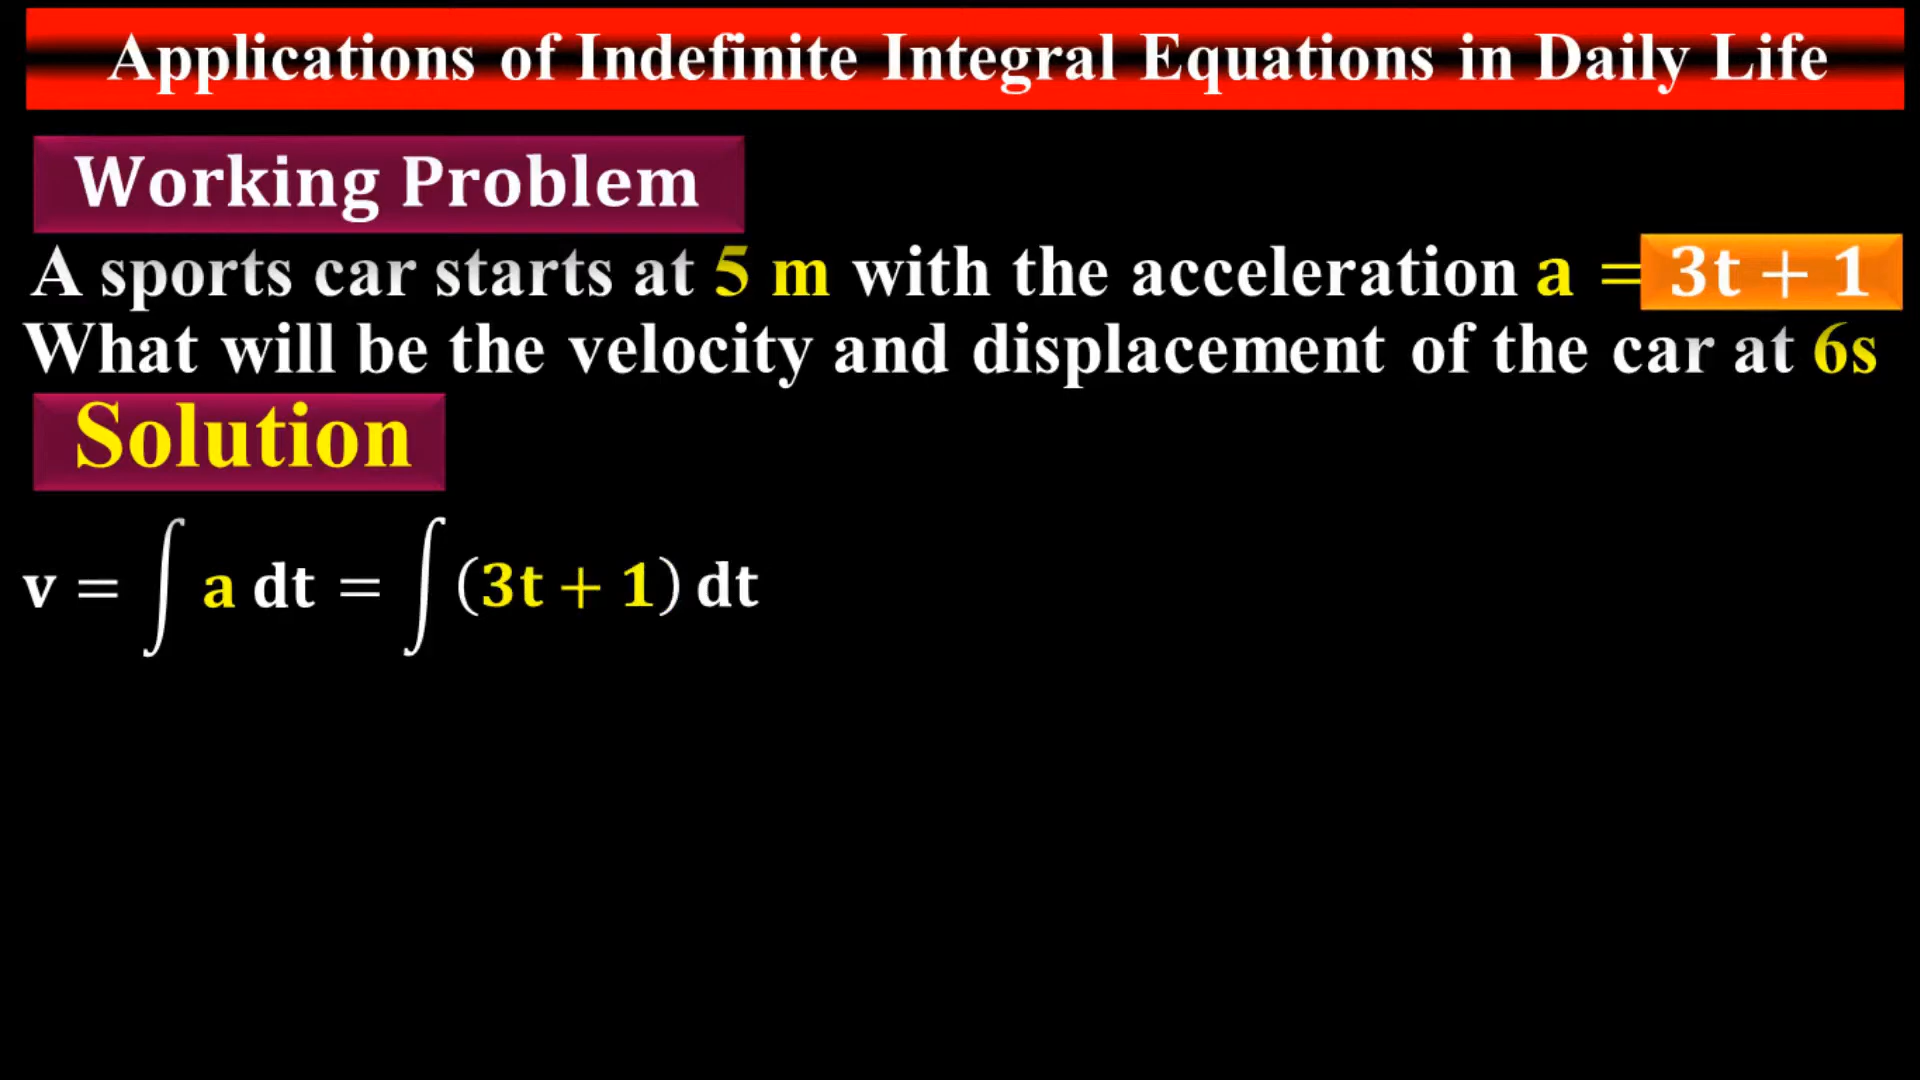 Applications of Indefinite Integral Equations in Daily Life
Working Problem
A sports car starts at 5 m with the acceleration a = 3t + 1
What will be the velocity and displacement of the car at 6s
Solution
v = ∫ a dt = ∫ (3t + 1) dt